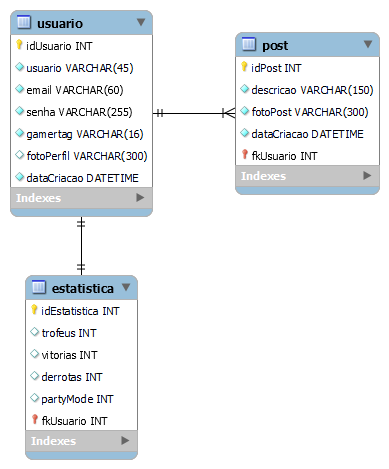 usuario
idUsuario INT
usuario VARCHAR(45)
email VARCHAR(60)
senha VARCHAR(255)
gamertag VARCHAR(16)
fotoPerfil VARCHAR(300)
dataCriacao DATETIME
Indexes
post
idPost INT
descricao VARCHAR(150)
fotoPost VARCHAR(300)
dataCriacao DATETIME
fkUsuario INT
Indexes
estatistica
idEstatistica INT
trofeus INT
vitorias INT
derrotas INT
partyMode INT
fkUsuario INT
Indexes